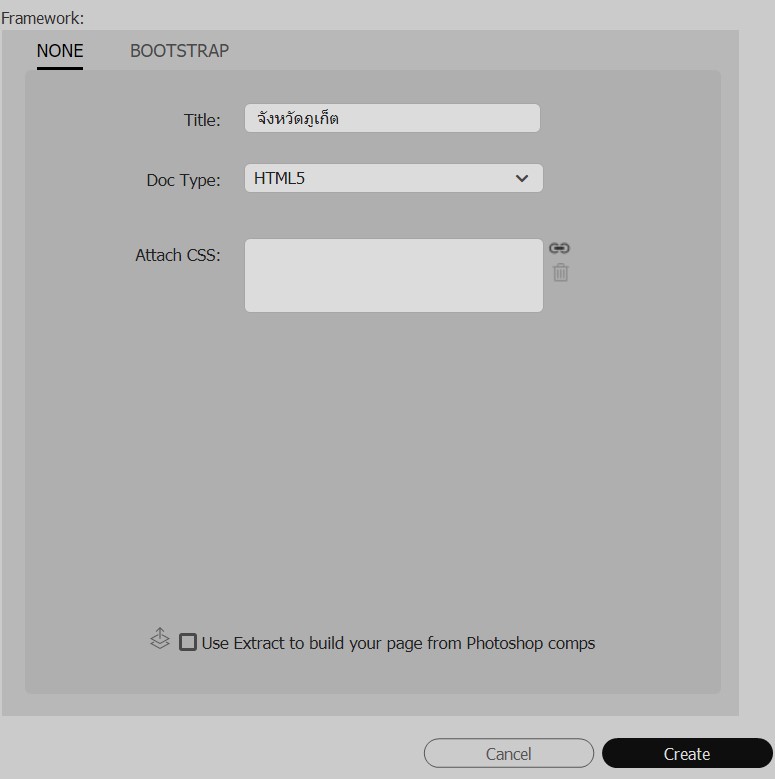 Framework:
NONE BOOTSTRAP
Title: จังหวัดภูเก็ต
Doc Type: HTML5
Attach CSS:
Use Extract to build your page from Photoshop comps
Cancel Create